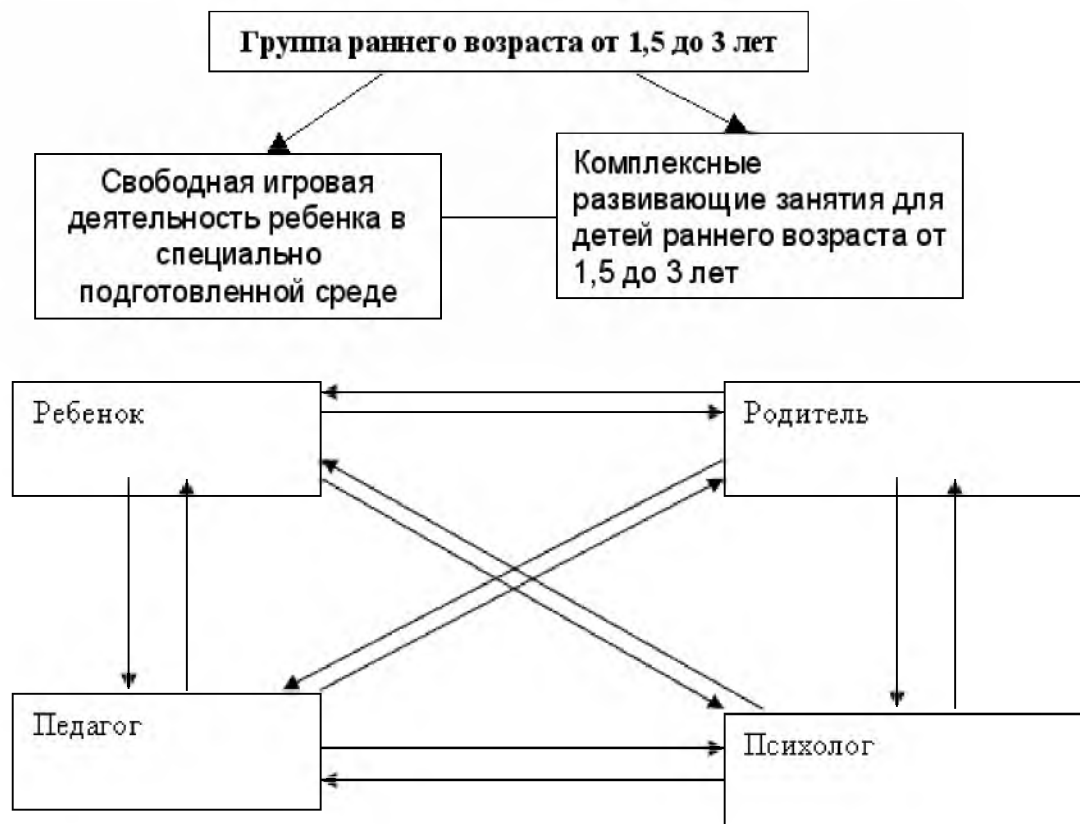 Группа раннего возраста от 1,5 до 3 лет
Свободная игровая
деятельность ребенка в
специально
подготовленной среде
Комплексные
развивающие занятия для
детей раннего возраста от
1,5 до 3 лет
Ребенок
Родитель
Педагог
Психолог